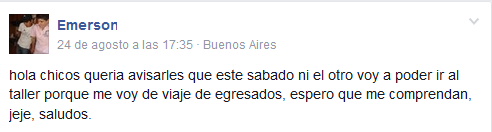 Emerson
24 de agosto a las 17:35 · Buenos Aires
hola chicos queria avisarles que este sabado ni el otro voy a poder ir al
taller porque me voy de viaje de egresados, espero que me comprendan,
jeje, saludos.